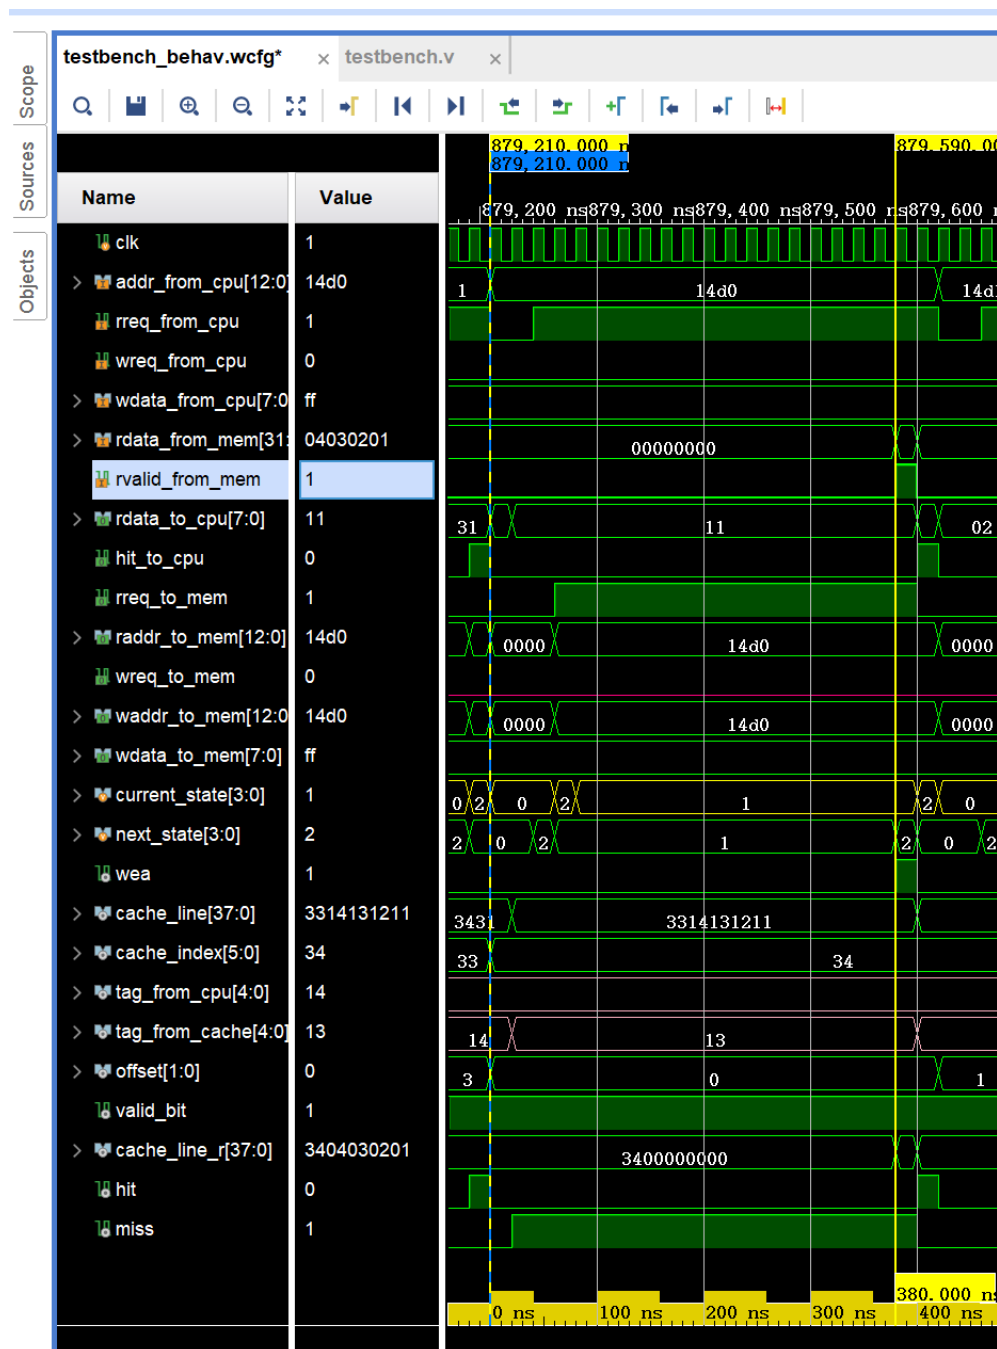 Scope
Sources
Objects
testbench_behav.wcfg* × testbench.v ×
879,210.000 n 879,590.00
879,210.000 n
Name Value
879,200 ns 879,300 ns 879,400 ns 879,500 ns 879,600 n
clk 1
addr_from_cpu[12:0] 14d0 1 14d0 14d
rreq_from_cpu 1
wreq_from_cpu 0
wdata_from_cpu[7:0 ff
rdata_from_mem[31: 04030201 00000000
rvalid_from_mem 1
rdata_to_cpu[7:0] 11 31 11 02
hit_to_cpu 0
rreq_to_mem 1
raddr_to_mem[12:0] 14d0 0000 14d0 0000
wreq_to_mem 0
waddr_to_mem[12:0 14d0 0000 14d0 0000
wdata_to_mem[7:0] ff
current_state[3:0] 1 0 2 0 2 1 2 0
next_state[3:0] 2 2 0 2 1 2 0 2
wea 1
cache_line[37:0] 3314131211 3431 3314131211
cache_index[5:0] 34 33 34
tag_from_cpu[4:0] 14
tag_from_cache[4:0] 13 14 13
offset[1:0] 0 3 0 1
valid_bit 1
cache_line_r[37:0] 3404030201 3400000000
hit 0
miss 1
380.000 ns
0 ns 100 ns 200 ns 300 ns 400 ns